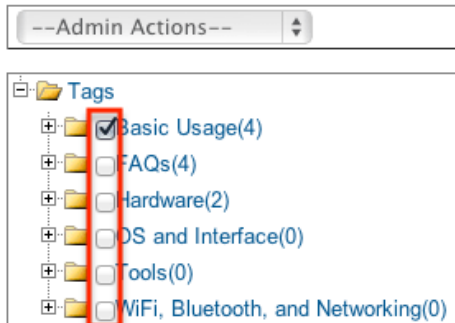 --Admin Actions--
Tags
Basic Usage(4)
FAQs(4)
Hardware(2)
OS and Interface(0)
Tools(0)
WiFi, Bluetooth, and Networking(0)